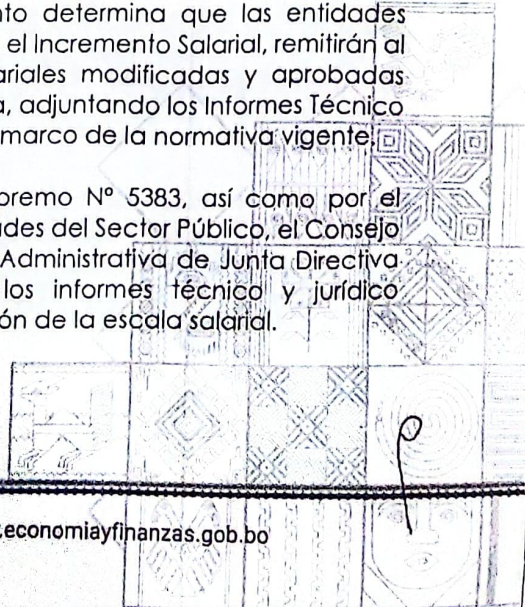 nto determina que las entidades
el Incremento Salarial, remitirán al
ariales modificadas y aprobadas
a, adjuntando los Informes Técnico
marco de la normativa vigente.
premo Nº 5383, así como por el
ades del Sector Público, el Consejo
Administrativa de Junta Directiva
los informes técnico y jurídico
ón de la escala salarial.
.economiayfinanzas.gob.bo